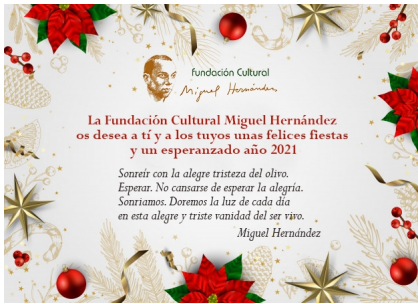 fundación Cultural
Miguel Hernández
La Fundación Cultural Miguel Hernández
os desea a tí y a los tuyos unas felices fiestas
y un esperanzado año 2021
Sonreír con la alegre tristeza del olivo.
Esperar. No cansarse de esperar la alegría.
Sonriamos. Doremos la luz de cada día
en esta alegre y triste vanidad del ser vivo.
Miguel Hernández